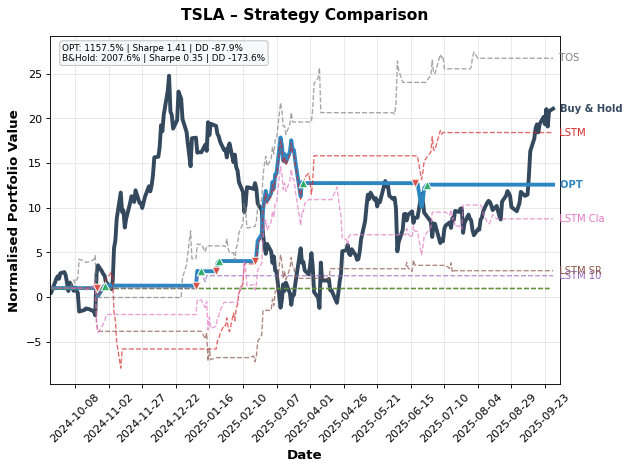 TSLA – Strategy Comparison
OPT: 1157.5% | Sharpe 1.41 | DD -87.9%
B&Hold: 2007.6% | Sharpe 0.35 | DD -173.6%
Normalised Portfolio Value
25
20
15
10
5
0
−5
TOS
Buy & Hold
LSTM
OPT
LSTM Cla
LSTM SR
LSTM 10
2024-10-08
2024-11-02
2024-11-27
2024-12-22
2025-01-16
2025-02-10
2025-03-07
2025-04-01
2025-04-26
2025-05-21
2025-06-15
2025-07-10
2025-08-04
2025-08-29
2025-09-23
Date